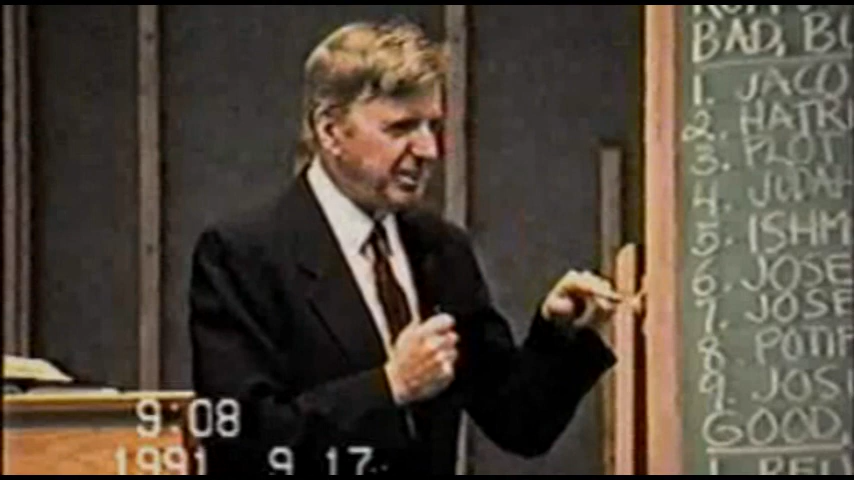 BAD, BU
1. JACO
2. HATR
3. PLOT
4. JUDAH
5. ISHM
6. JOSE
7. JOSE
8. POTIF
9. JOS
GOOD,
9:08
1991 9 17